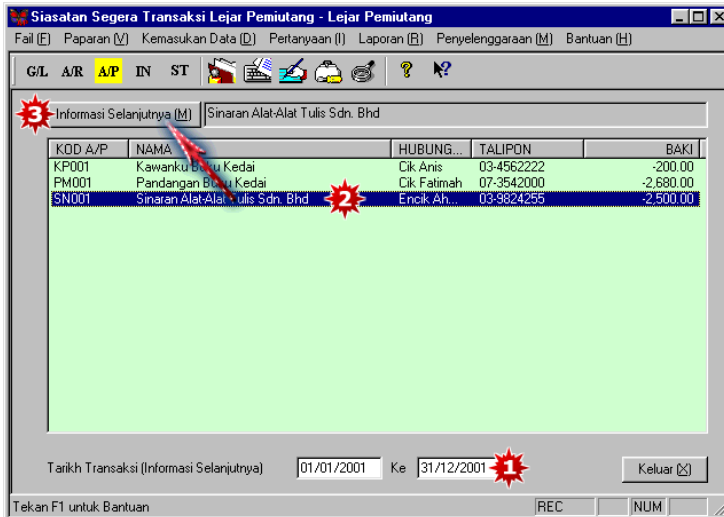 Siasatan Segera Transaksi Lejar Pemiutang - Lejar Pemiutang
Fail (F) Paparan (V) Kemasukan Data (D) Pertanyaan (I) Laporan (R) Penyelenggaraan (M) Bantuan (H)
G/L A/R A/P IN ST
3 Informasi Selanjutnya (M) Sinaran Alat-Alat Tulis Sdn. Bhd
KOD A/P NAMA HUBUNG... TALIPON BAKI
KP001 Kawanku Buku Kedai Cik Anis 03-4562222 -200.00
PM001 Pandangan Buku Kedai Cik Fatimah 07-3542000 -2,680.00
SN001 Sinaran Alat-Alat Tulis Sdn. Bhd 2 Encik Ah... 03-9824255 -2,500.00
Tarikh Transaksi (Informasi Selanjutnya) 01/01/2001 Ke 31/12/2001 1 Keluar (X)
Tekan F1 untuk Bantuan REC NUM